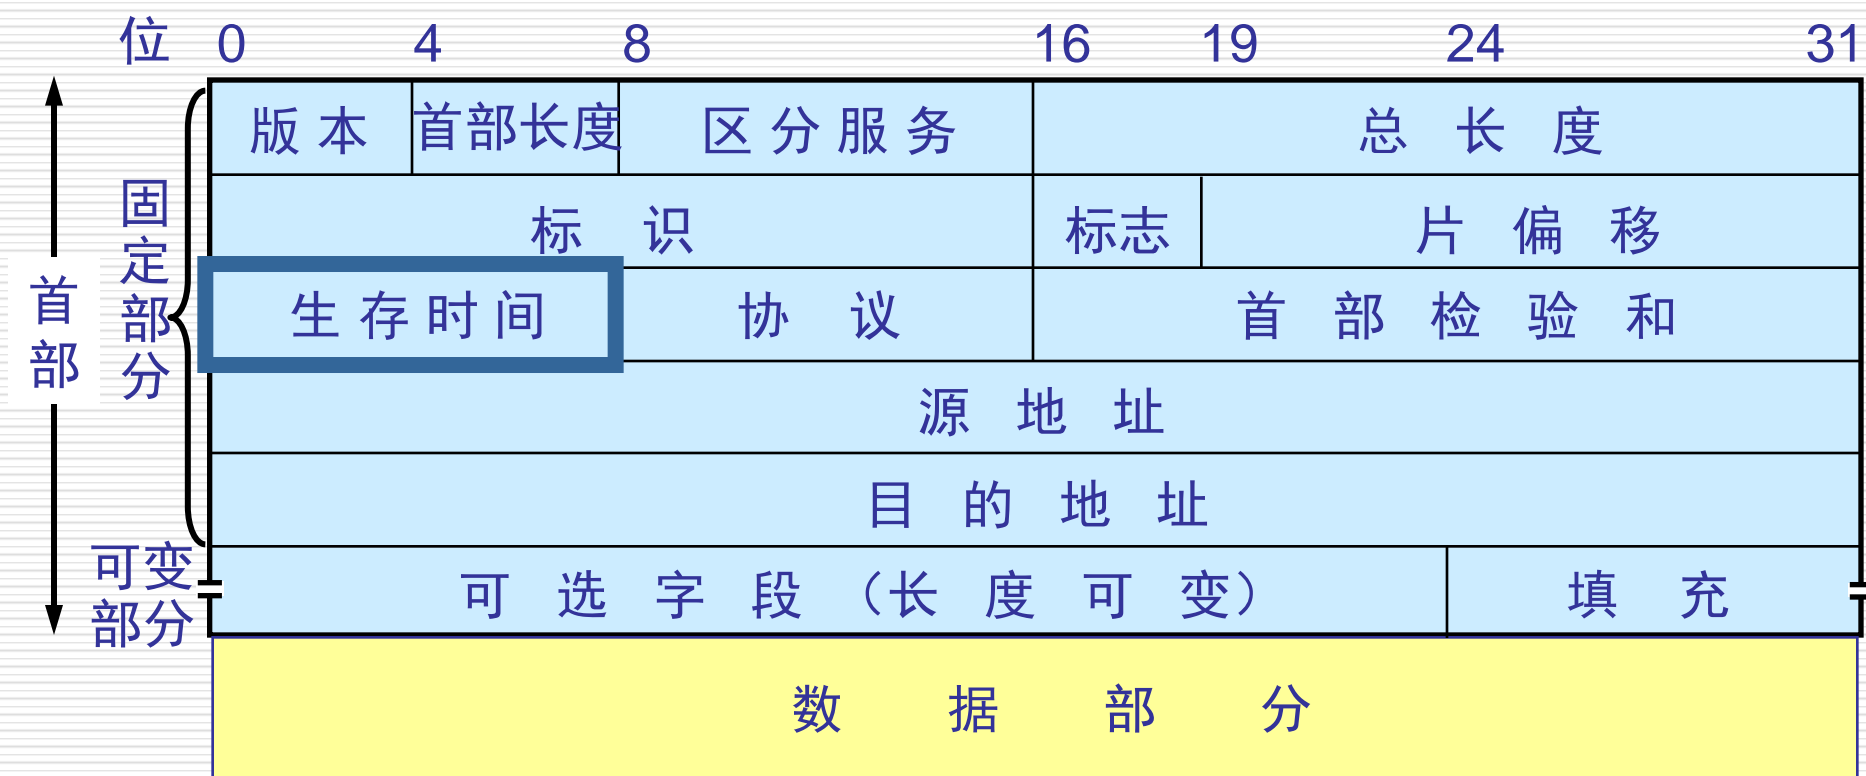 位 0 4 8 16 19 24 31
版本 首部长度 区分服务 总长度
标识 标志 片偏移
生存时间 协议 首部检验和
源地址
目的地址
可选字段（长度可变） 填充
数据部分
首部
固定部分
可变
部分